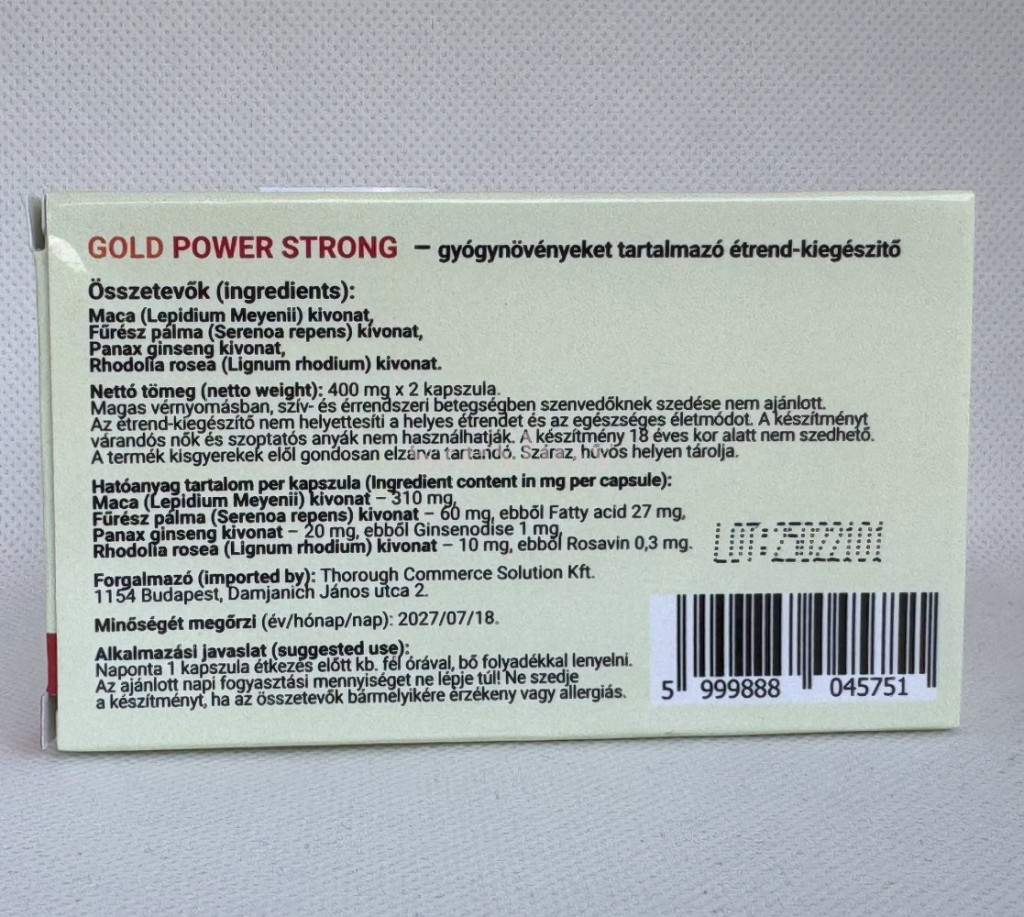 GOLD POWER STRONG – gyógynövényeket tartalmazó étrend-kiegészitő
Összetevők (ingredients):
Maca (Lepidium Meyenii) kivonat,
Fűrész pálma (Serenoa repens) kivonat,
Panax ginseng kivonat,
Rhodolía rosea (Lignum rhodium) kivonat.
Nettó tömeg (netto weight): 400 mg x 2 kapszula.
Magas vérnyomásban, szív- és érrendszeri betegségben szenvedőknek szedése nem ajánlott.
Az étrend-kiegészítő nem helyettesíti a helyes étrendet és az egészséges életmódot. A készítményt
várandós nők és szoptatós anyák nem használhatják. A készítmény 18 éves kor alatt nem szedhető.
A termék kisgyerekek elől gondosan elzárva tartandó. Száraz, hűvös helyen tárolja.
Hatóanyag tartalom per kapszula (Ingredient content in mg per capsule):
Maca (Lepidium Meyenii) kivonat – 310 mg,
Fűrész pálma (Serenoa repens) kivonat – 60 mg, ebből Fatty acid 27 mg,
Panax ginseng kivonat – 20 mg, ebből Ginsenodise 1 mg,
Rhodolía rosea (Lignum rhodium) kivonat – 10 mg, ebből Rosavin 0,3 mg.
LOT:25022101
Forgalmazó (imported by): Thorough Commerce Solution Kft.
1154 Budapest, Damjanich János utca 2.
Minőségét megőrzi (év/hónap/nap): 2027/07/18.
Alkalmazási javaslat (suggested use):
Naponta 1 kapszula étkezés előtt kb. fél órával, bő folyadékkal lenyelni.
Az ajánlott napi fogyasztási mennyiséget ne lépje túl! Ne szedje
a készítményt, ha az összetevők bármelyikére érzékeny vagy allergiás.
5 999888 045751